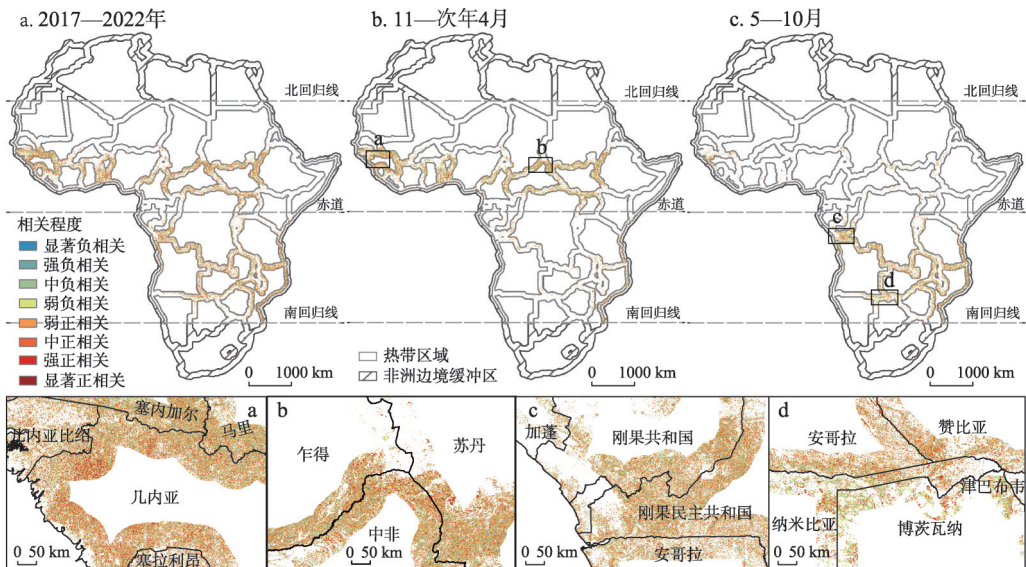 a. 2017—2022年
b. 11—次年4月
c. 5—10月
北回归线
北回归线
北回归线
a
b
赤道
赤道
赤道
c
d
相关程度
显著负相关
强负相关
中负相关
弱负相关
弱正相关
中正相关
强正相关
显著正相关
南回归线
南回归线
南回归线
热带区域
非洲边境缓冲区
0 1000 km
0 1000 km
0 1000 km
a
塞内加尔
马里
几内亚比绍
几内亚
塞拉利昂
0 50 km
b
乍得
苏丹
中非
0 50 km
c
加蓬
刚果共和国
刚果民主共和国
安哥拉
0 50 km
d
安哥拉
赞比亚
津巴布韦
纳米比亚
博茨瓦纳
0 50 km